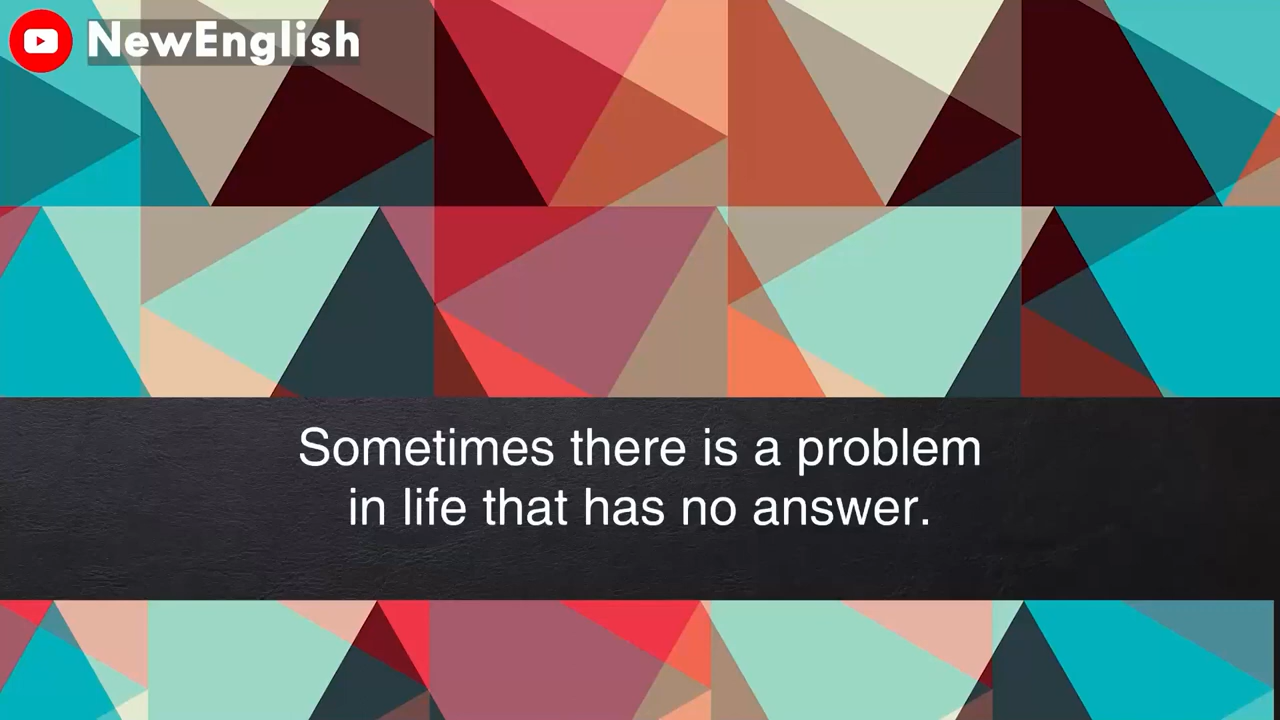 NewEnglish
Sometimes there is a problem
in life that has no answer.